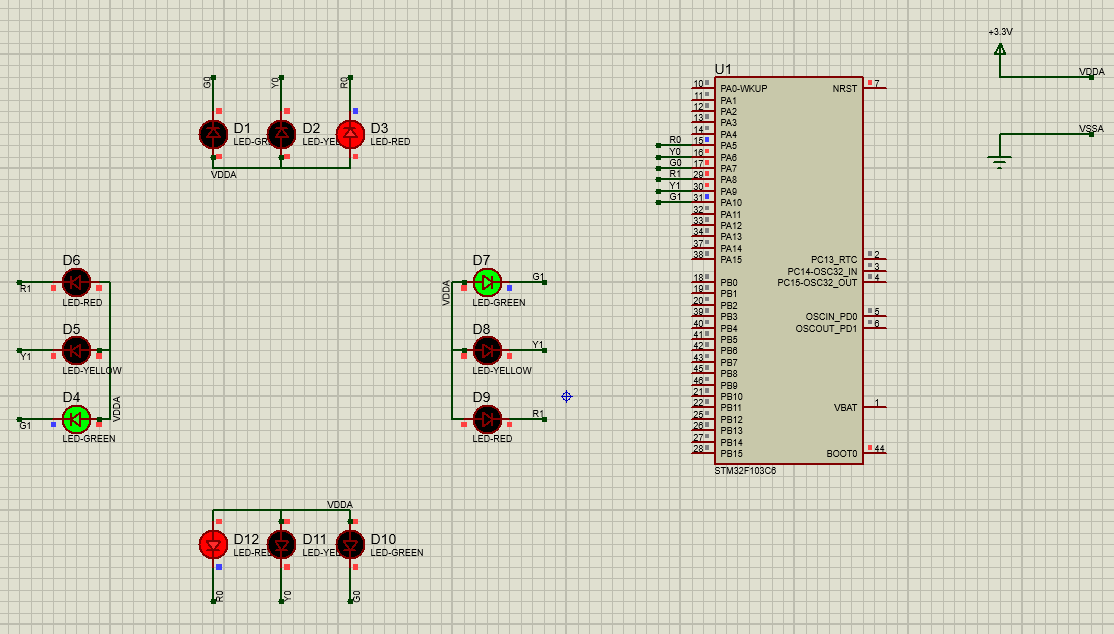 +3.3V
VDDA
VSSA
G0
Y0
R0
D1
LED-GR
D2
LED-YEL
D3
LED-RED
VDDA
D6
R1
LED-RED
D5
Y1
LED-YELLOW
D4
G1
LED-GREEN
VDDA
D7
G1
LED-GREEN
VDDA
D8
Y1
LED-YELLOW
D9
R1
LED-RED
VDDA
D12
LED-RED
D11
LED-YEL
D10
LED-GREEN
R0
Y0
G0
U1
10 PA0-WKUP
11 PA1
12 PA2
13 PA3
14 PA4
R0 15 PA5
Y0 16 PA6
G0 17 PA7
R1 29 PA8
Y1 30 PA9
G1 31 PA10
32 PA11
33 PA12
34 PA13
37 PA14
38 PA15
18 PB0
19 PB1
20 PB2
39 PB3
40 PB4
41 PB5
42 PB6
43 PB7
45 PB8
46 PB9
21 PB10
22 PB11
25 PB12
26 PB13
27 PB14
28 PB15
NRST 7
PC13_RTC 2
PC14-OSC32_IN 3
PC15-OSC32_OUT 4
OSCIN_PD0 5
OSCOUT_PD1 6
VBAT 1
BOOT0 44
STM32F103C6